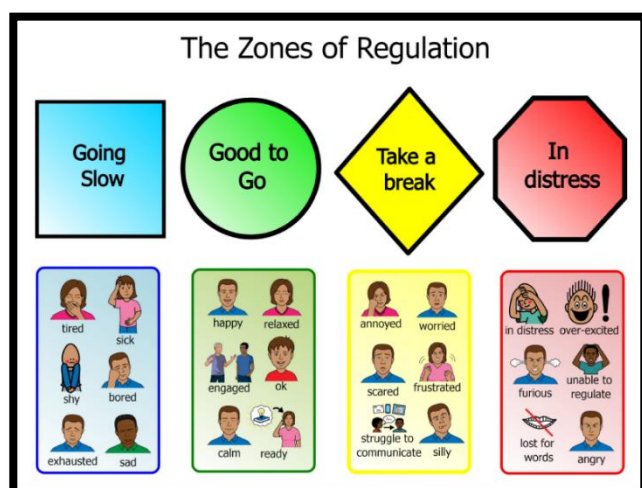 The Zones of Regulation
Going
Slow
Good to
Go
Take a
break
In
distress
tired
sick
shy
bored
exhausted
sad
happy
relaxed
engaged
ok
calm
ready
annoyed
worried
scared
frustrated
struggle to
communicate
silly
in distress
over-excited
furious
unable to
regulate
lost for
words
angry